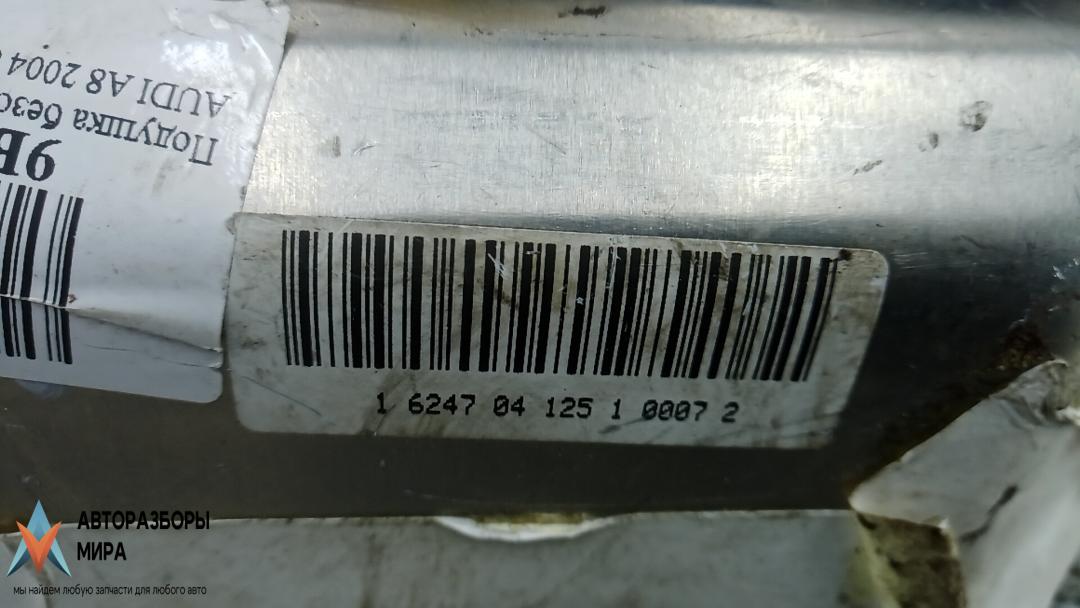 9B
Подушка безо
AUDI A8 2004
1 6247 04 125 1 0007 2
АВТОРАЗБОРЫ
МИРА
мы найдем любую запчасти для любого авто